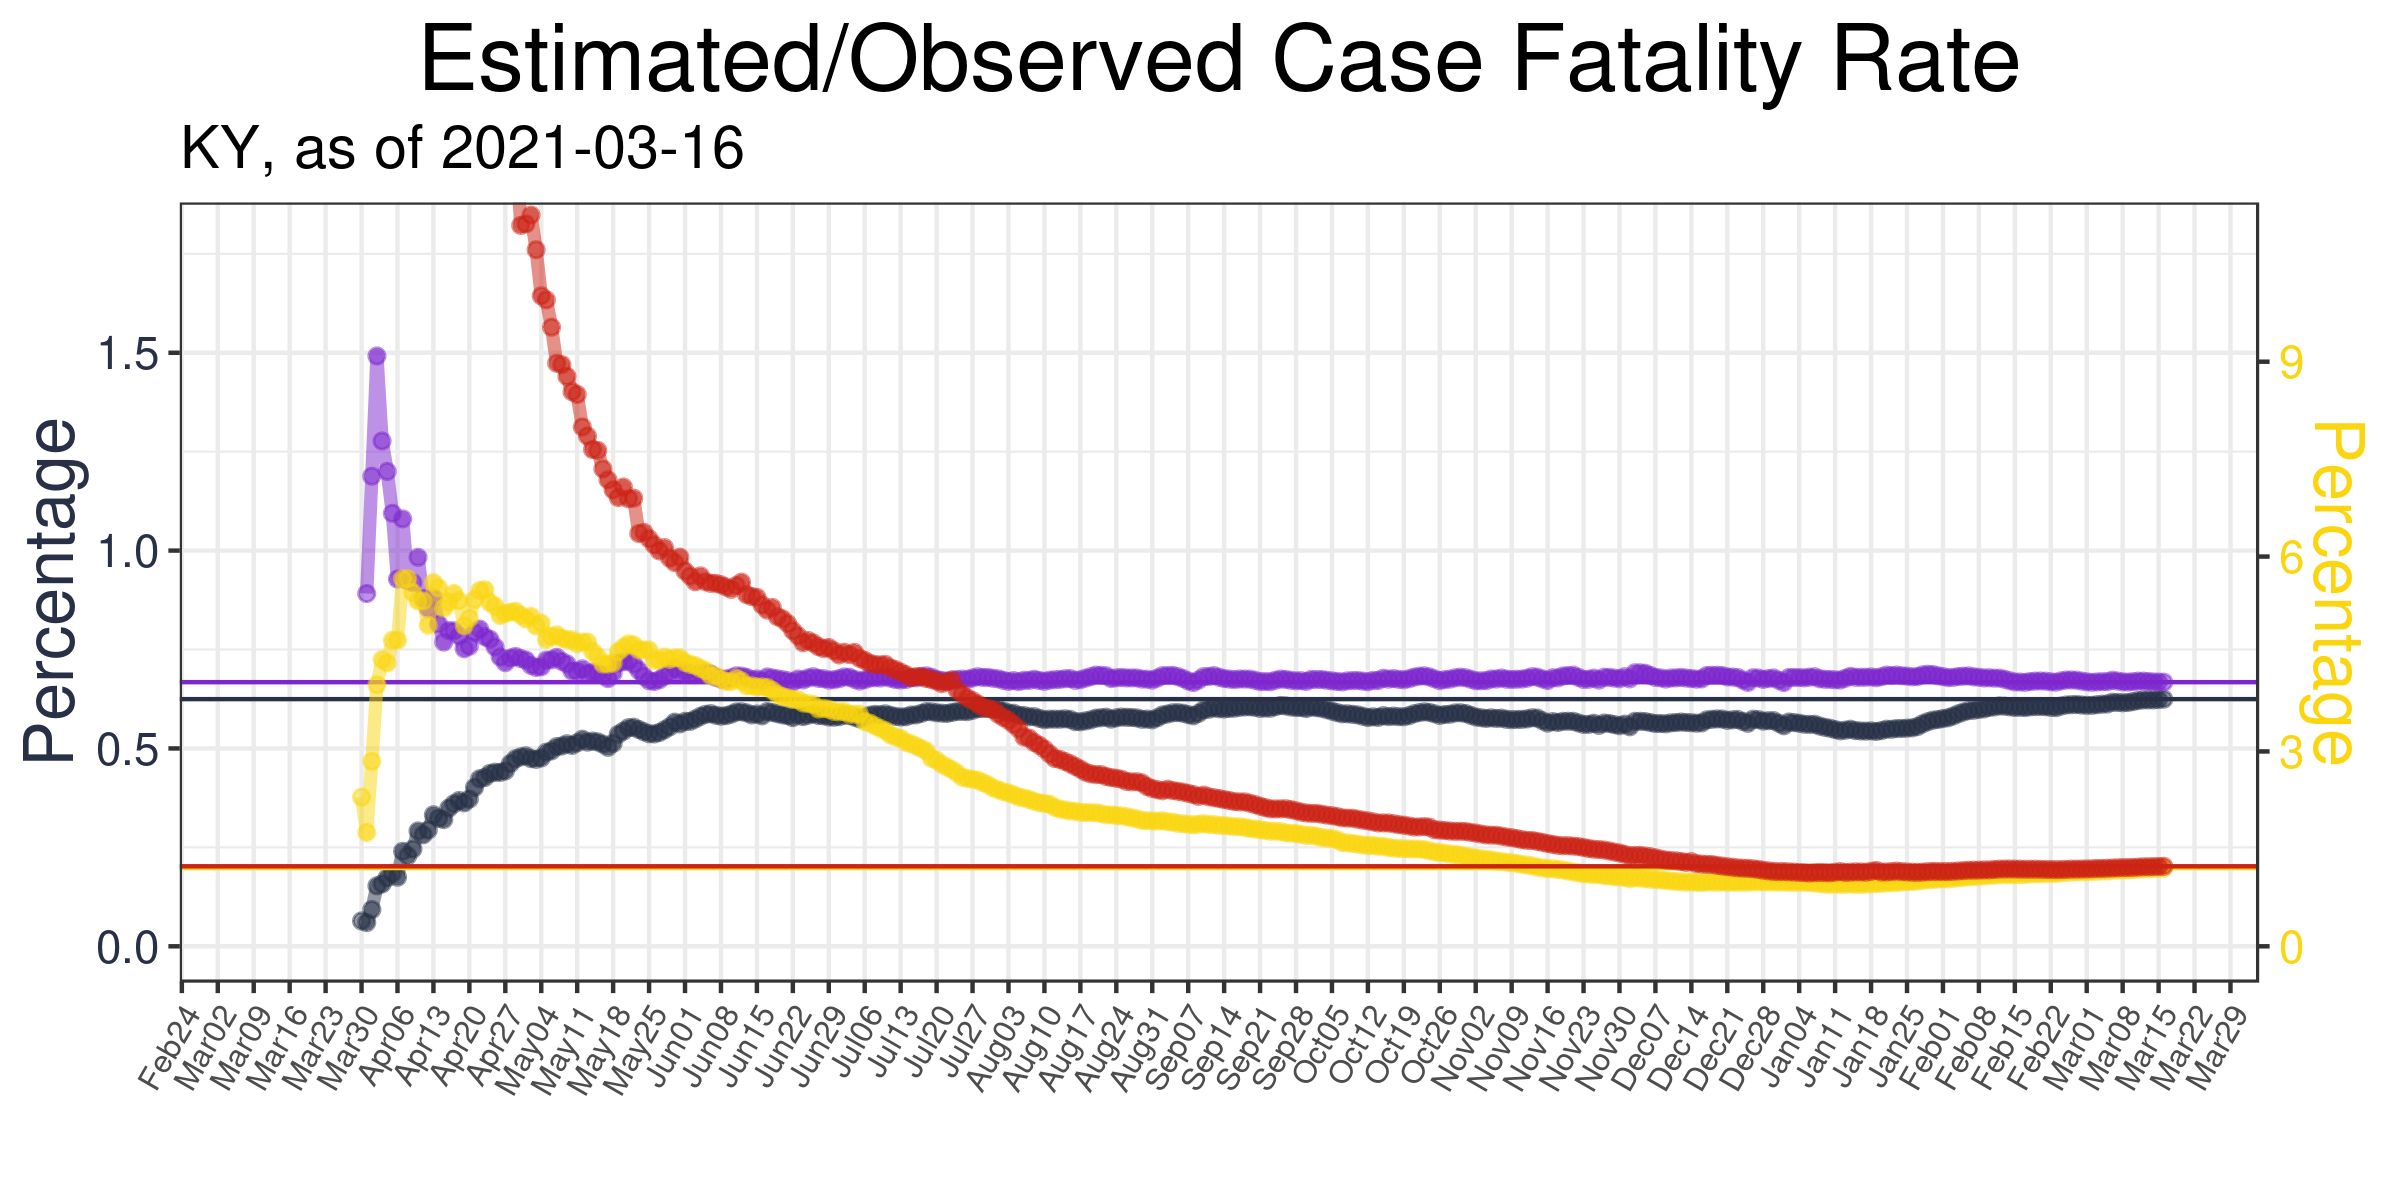 Estimated/Observed Case Fatality Rate
KY, as of 2021-03-16
Percentage
1.5
1.0
0.5
0.0
9
6
3
0
Percentage
Feb24
Mar02
Mar09
Mar16
Mar23
Mar30
Apr06
Apr13
Apr20
Apr27
May04
May11
May18
May25
Jun01
Jun08
Jun15
Jun22
Jun29
Jul06
Jul13
Jul20
Jul27
Aug03
Aug10
Aug17
Aug24
Aug31
Sep07
Sep14
Sep21
Sep28
Oct05
Oct12
Oct19
Oct26
Nov02
Nov09
Nov16
Nov23
Nov30
Dec07
Dec14
Dec21
Dec28
Jan04
Jan11
Jan18
Jan25
Feb01
Feb08
Feb15
Feb22
Mar01
Mar08
Mar15
Mar22
Mar29